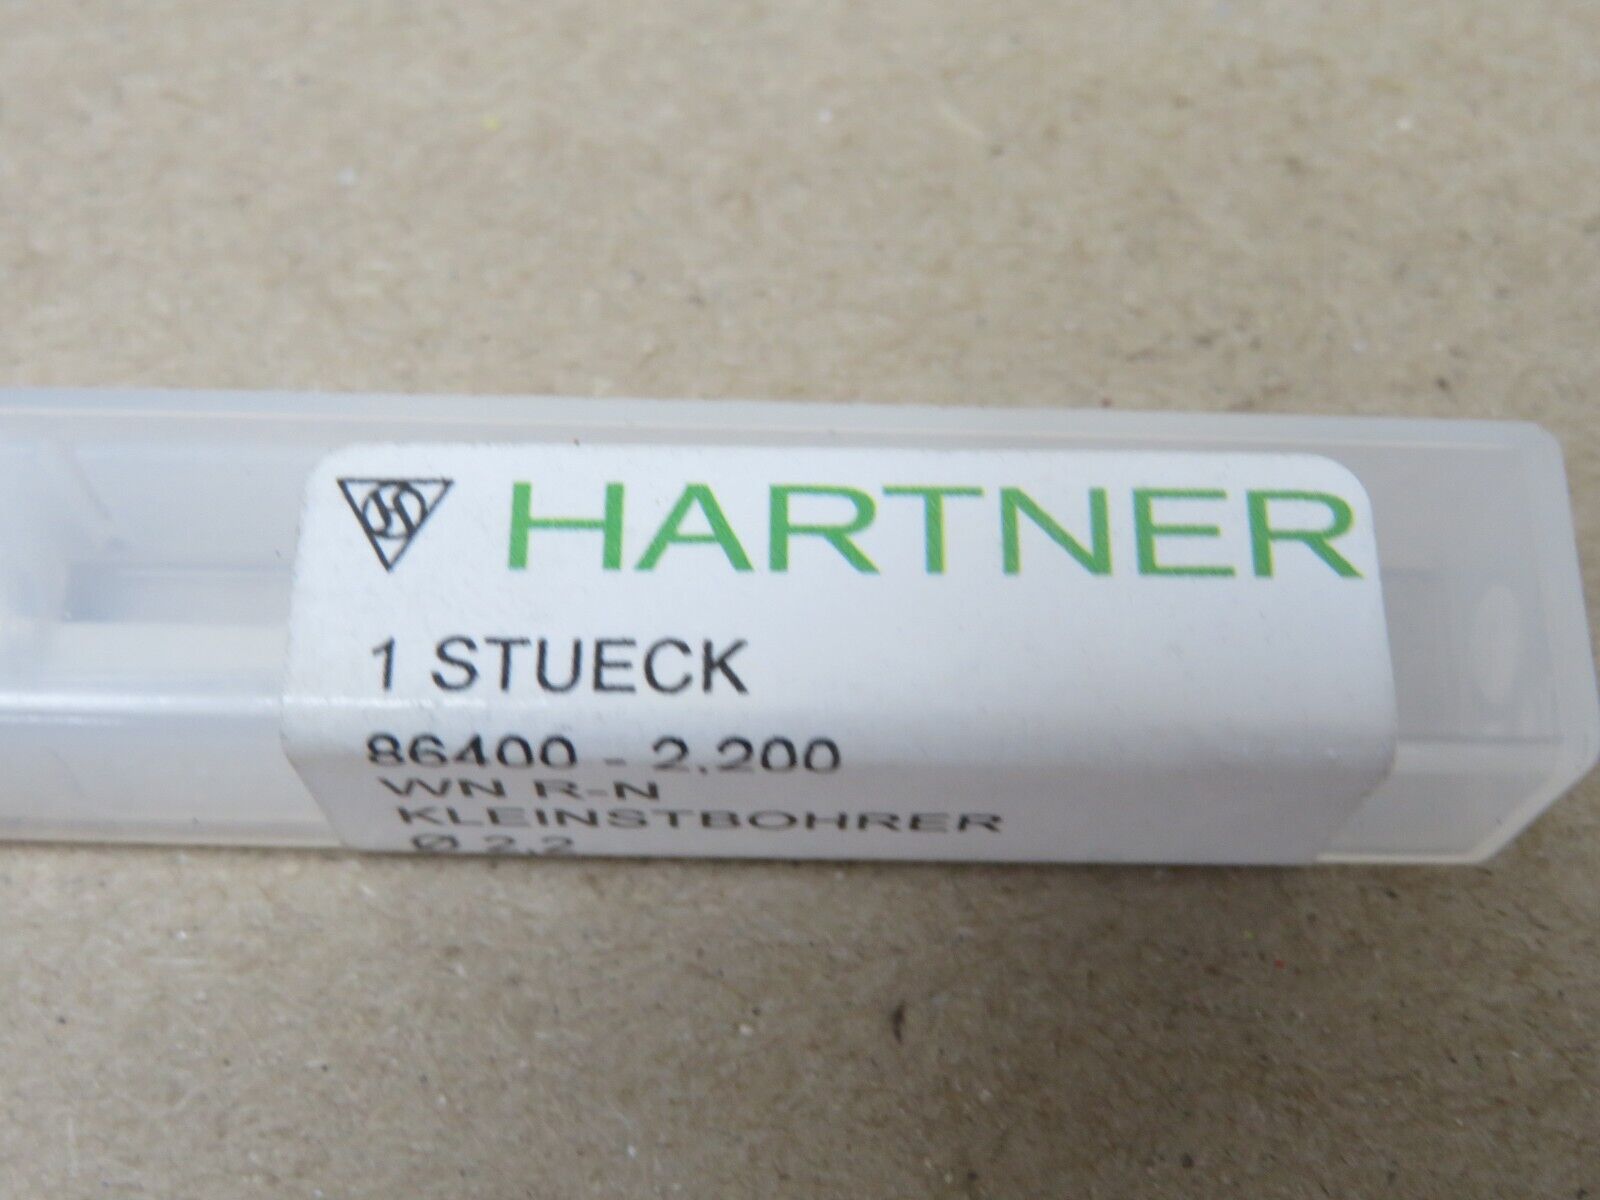 HARTNER
1 STUECK
86400 - 2,200
WN R-N
KLEINSTBOHRER
Ø 2,2